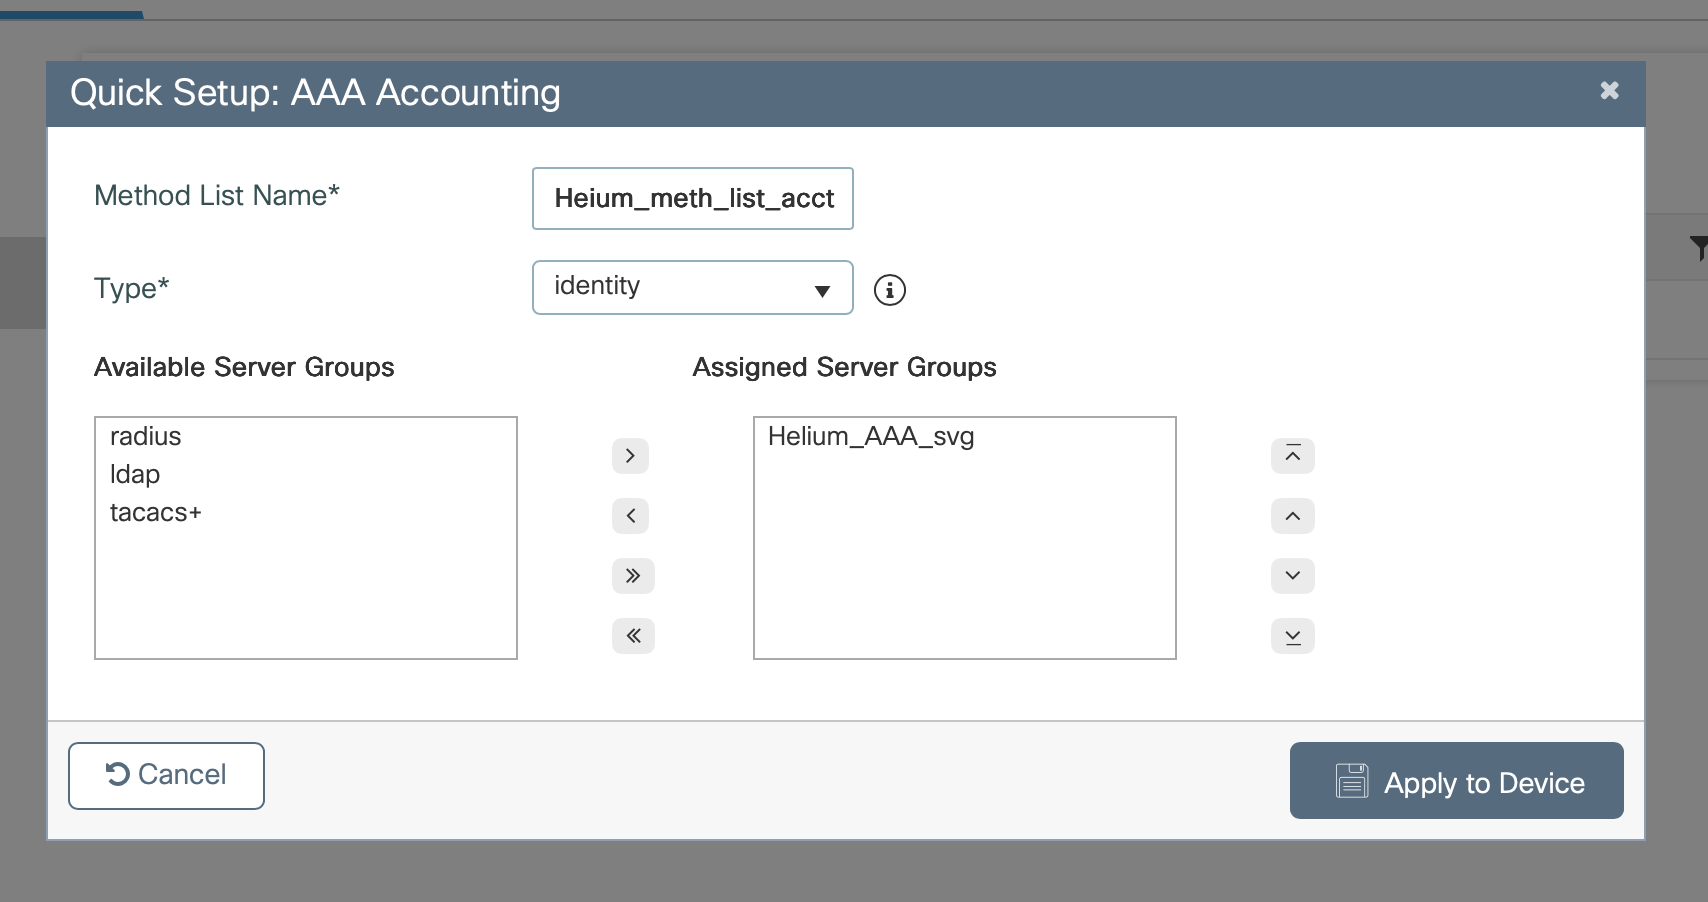 Quick Setup: AAA Accounting
Method List Name*
Heium_meth_list_acct
Type*
identity
Available Server Groups
Assigned Server Groups
radius
ldap
tacacs+
Helium_AAA_svg
Cancel
Apply to Device